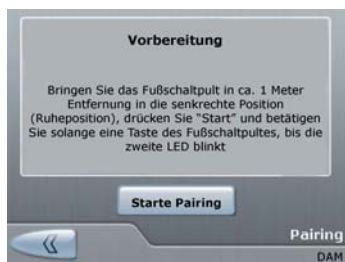 Vorbereitung
Bringen Sie das Fußschaltpult in ca. 1 Meter
Entfernung in die senkrechte Position
(Ruheposition), drücken Sie "Start" und betätigen
Sie solange eine Taste des Fußschaltpultes, bis die
zweite LED blinkt
Starte Pairing
Pairing
DAM